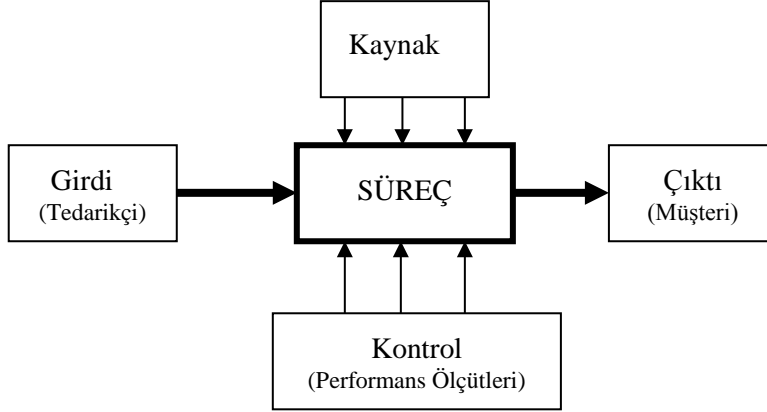 Kaynak
Girdi
(Tedarikçi)
SÜREÇ
Çıktı
(Müşteri)
Kontrol
(Performans Ölçütleri)